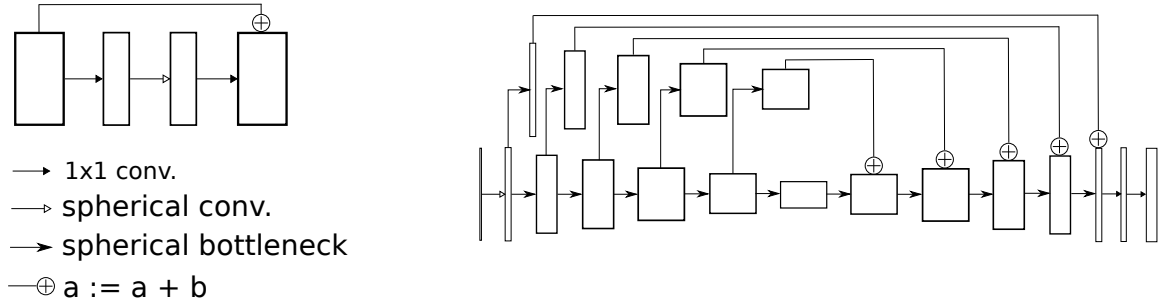 1x1 conv.
spherical conv.
spherical bottleneck
a := a + b